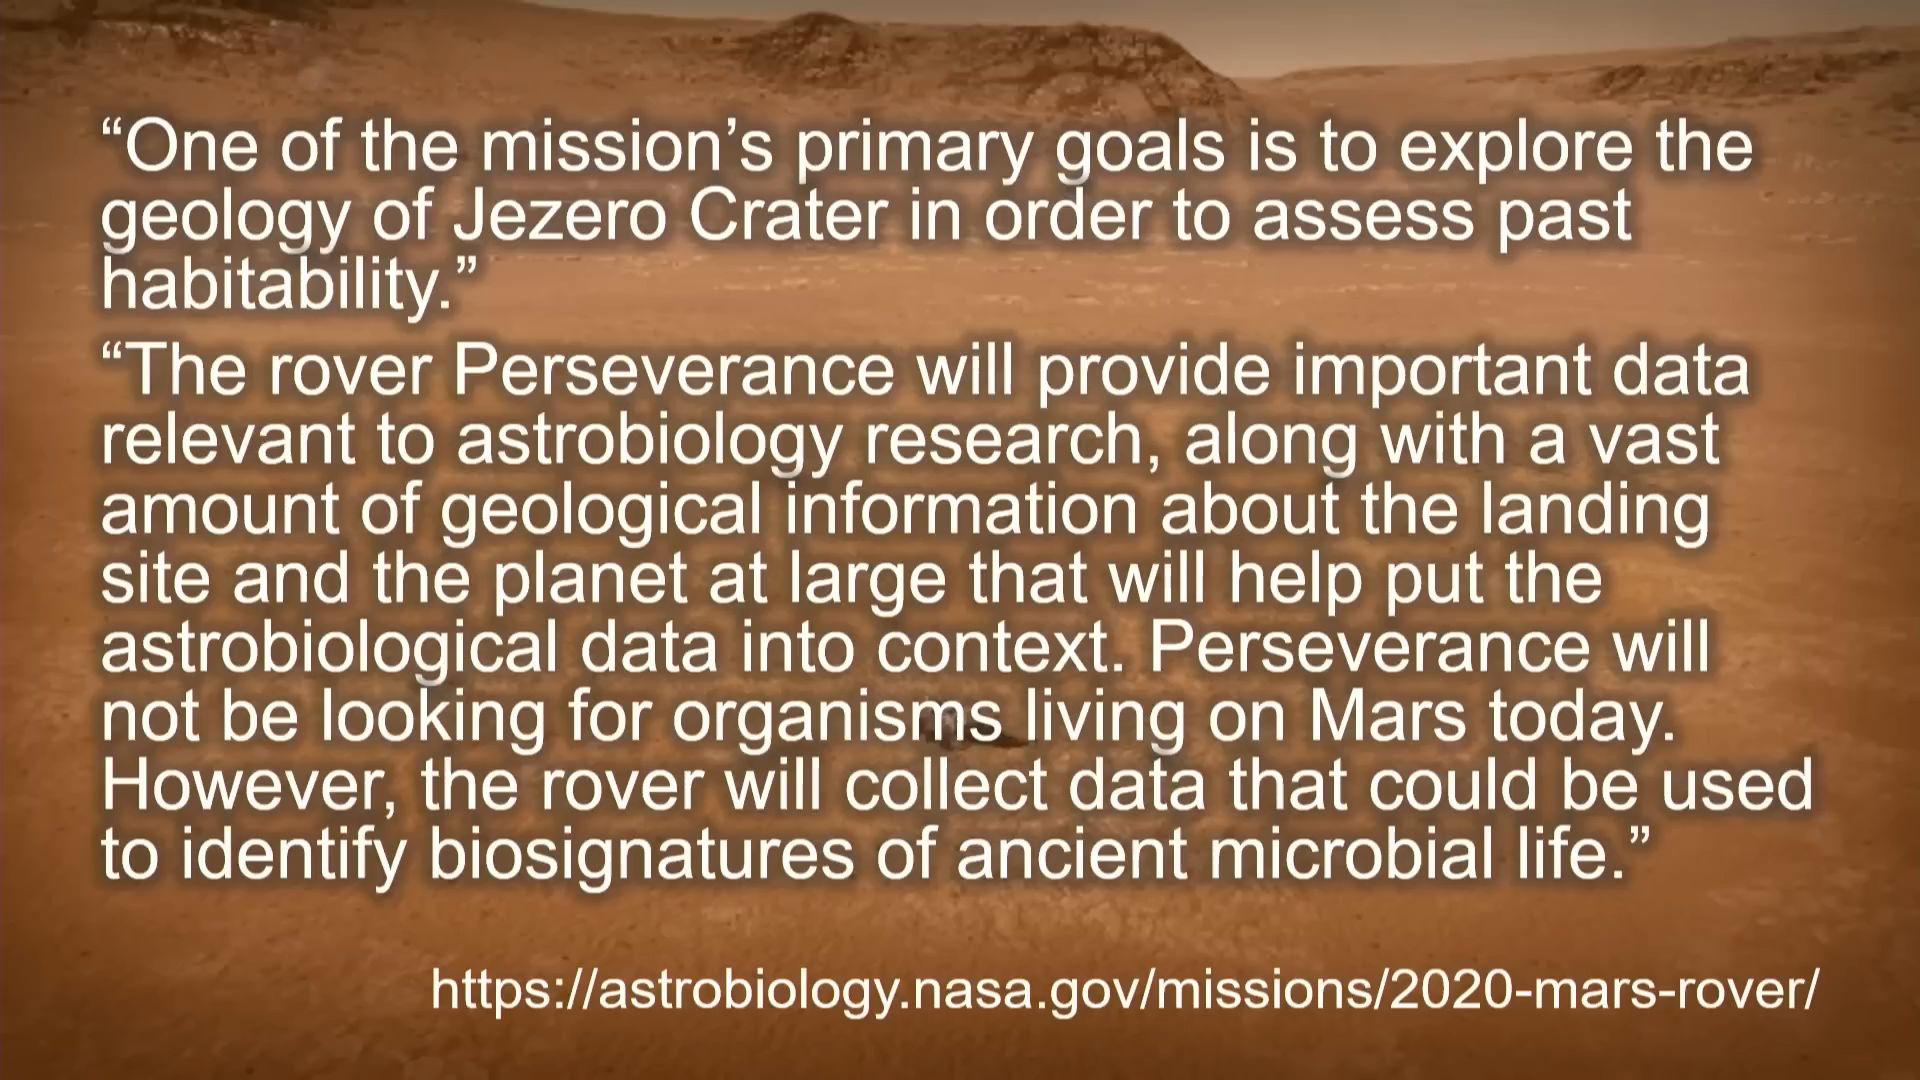 “One of the mission’s primary goals is to explore the
geology of Jezero Crater in order to assess past
habitability.”
“The rover Perseverance will provide important data
relevant to astrobiology research, along with a vast
amount of geological information about the landing
site and the planet at large that will help put the
astrobiological data into context. Perseverance will
not be looking for organisms living on Mars today.
However, the rover will collect data that could be used
to identify biosignatures of ancient microbial life.”
https://astrobiology.nasa.gov/missions/2020-mars-rover/